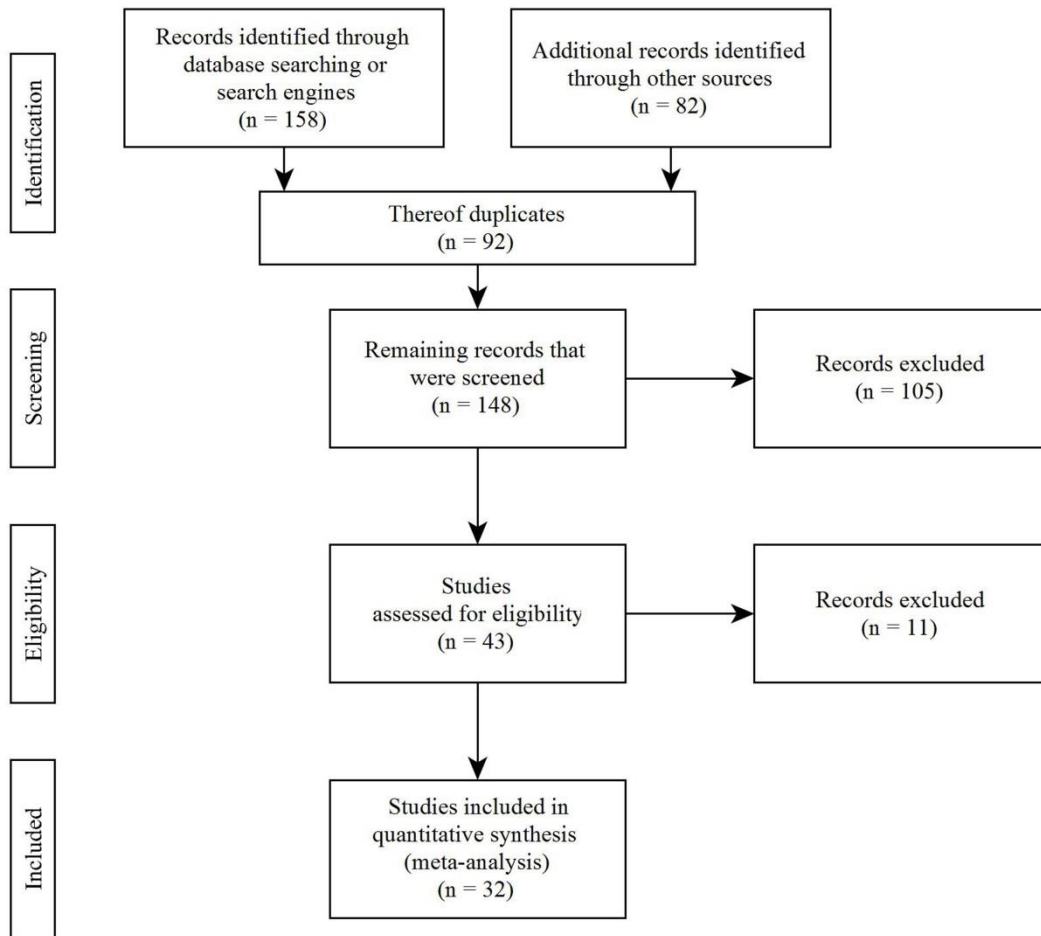 Identification
Records identified through
database searching or
search engines
(n = 158)
Additional records identified
through other sources
(n = 82)
Thereof duplicates
(n = 92)
Screening
Remaining records that
were screened
(n = 148)
Records excluded
(n = 105)
Eligibility
Studies
assessed for eligibility
(n = 43)
Records excluded
(n = 11)
Included
Studies included in
quantitative synthesis
(meta-analysis)
(n = 32)